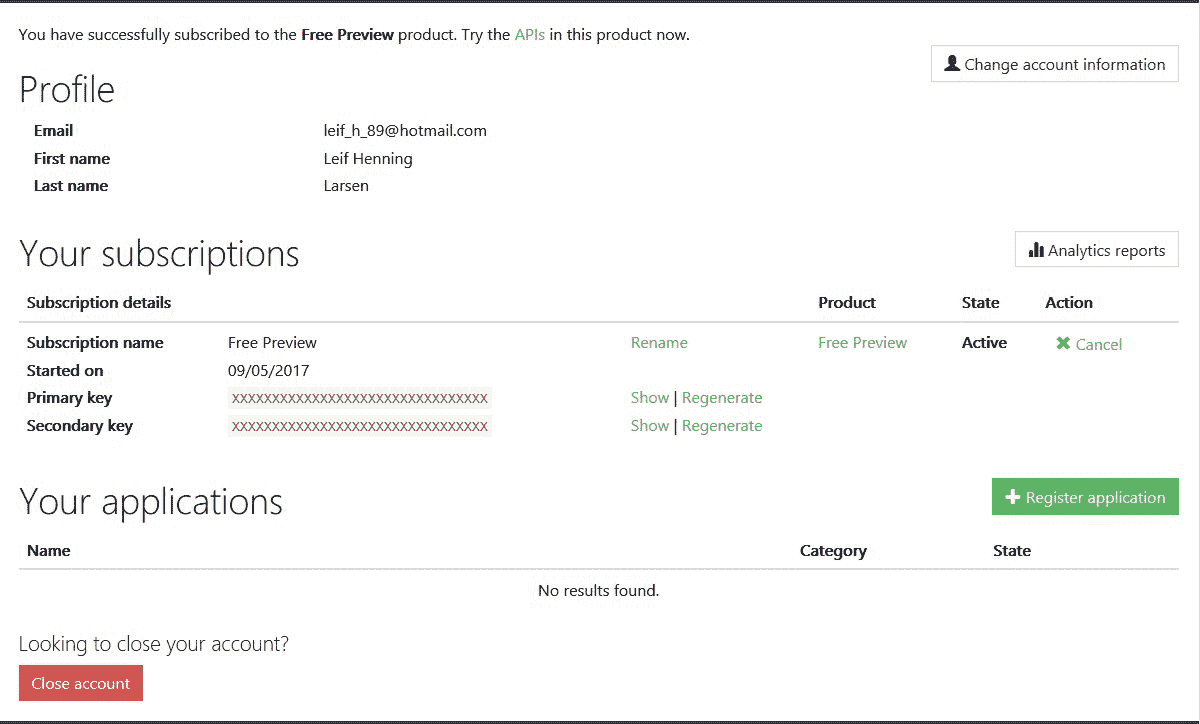 You have successfully subscribed to the Free Preview product. Try the APIs in this product now.
Change account information
Profile
Email leif_h_89@hotmail.com
First name Leif Henning
Last name Larsen
Your subscriptions
Analytics reports
Subscription details Product State Action
Subscription name Free Preview Rename Free Preview Active Cancel
Started on 09/05/2017
Primary key XXXXXXXXXXXXXXXXXXXXXXXXXXXXXXXX Show | Regenerate
Secondary key XXXXXXXXXXXXXXXXXXXXXXXXXXXXXXXX Show | Regenerate
Your applications
Register application
Name Category State
No results found.
Looking to close your account?
Close account